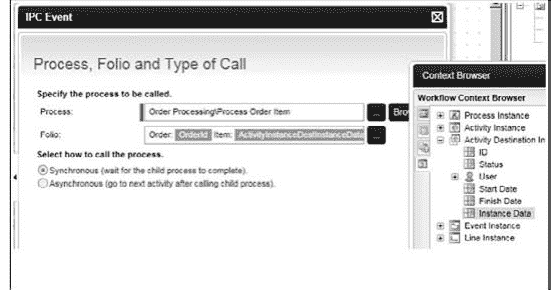 IPC Event
Process, Folio and Type of Call
Specify the process to be called.
Process: Order Processing\Process Order Item ... Bro
Folio: Order: OrderId Item: ActivityInstanceDestInstanceData ...
Select how to call the process.
Synchronous (wait for the child process to complete).
Asynchronous (go to next activity after calling child process).
Context Browser
Workflow Context Browser
Process Instance
Activity Instance
Activity Destination In
ID
Status
User
Start Date
Finish Date
Instance Data
Event Instance
Line Instance